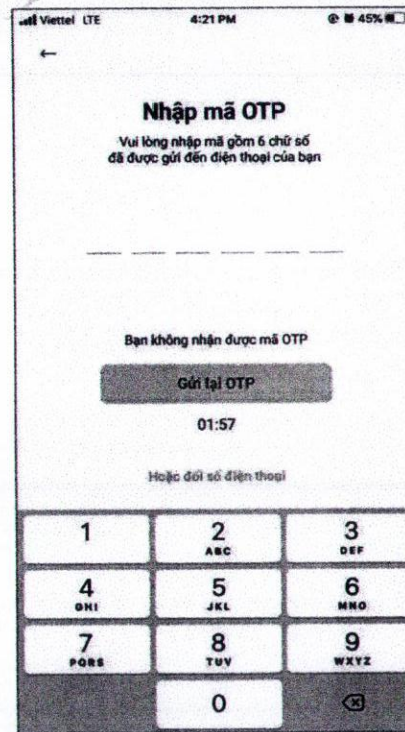 Viettel LTE 4:21 PM 45%
Nhập mã OTP
Vui lòng nhập mã gồm 6 chữ số
đã được gửi đến điện thoại của bạn
Bạn không nhận được mã OTP
Gửi lại OTP
01:57
Hoặc đổi số điện thoại
1 2 3
ABC DEF
4 5 6
GHI JKL MNO
7 8 9
PQRS TUV WXYZ
0